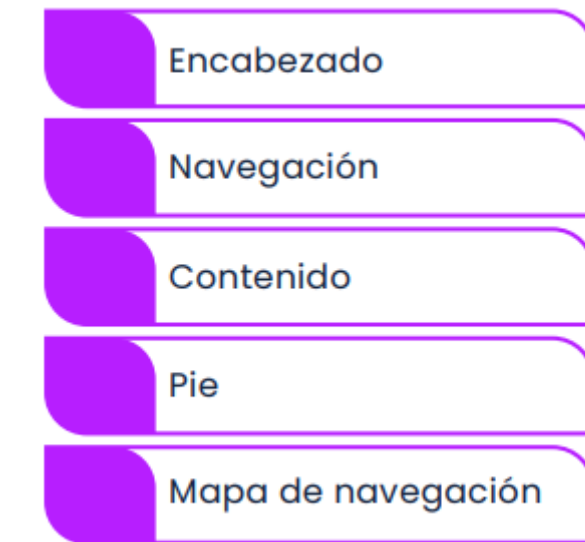 Encabezado
Navegación
Contenido
Pie
Mapa de navegación